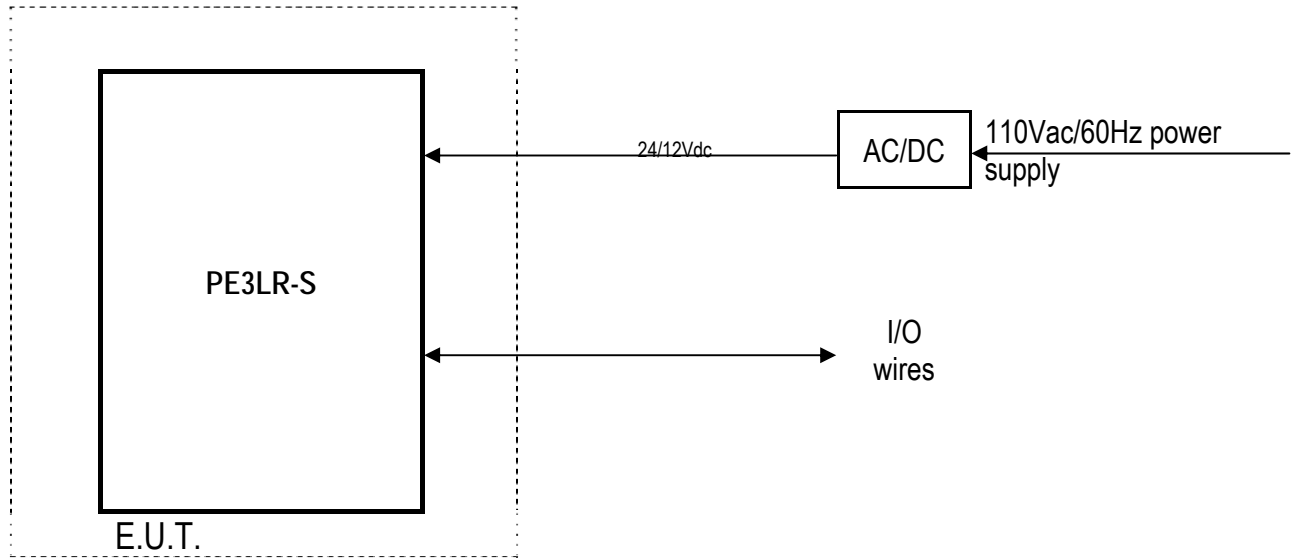 110Vac/60Hz power
supply
24/12Vdc
AC/DC
PE3LR-S
I/O
wires
E.U.T.